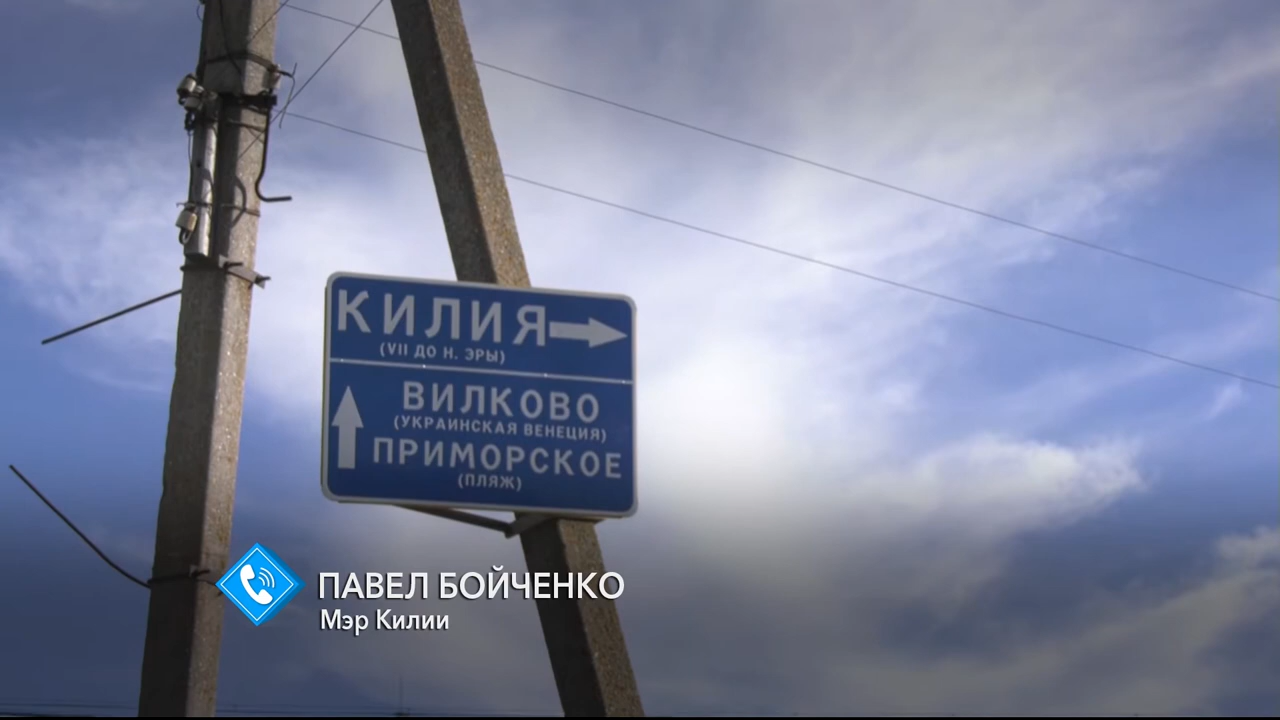 КИЛИЯ
(VII ДО Н. ЭРЫ)
ВИЛКОВО
(УКРАИНСКАЯ ВЕНЕЦИЯ)
ПРИМОРСКОЕ
(ПЛЯЖ)
ПАВЕЛ БОЙЧЕНКО
Мэр Килии